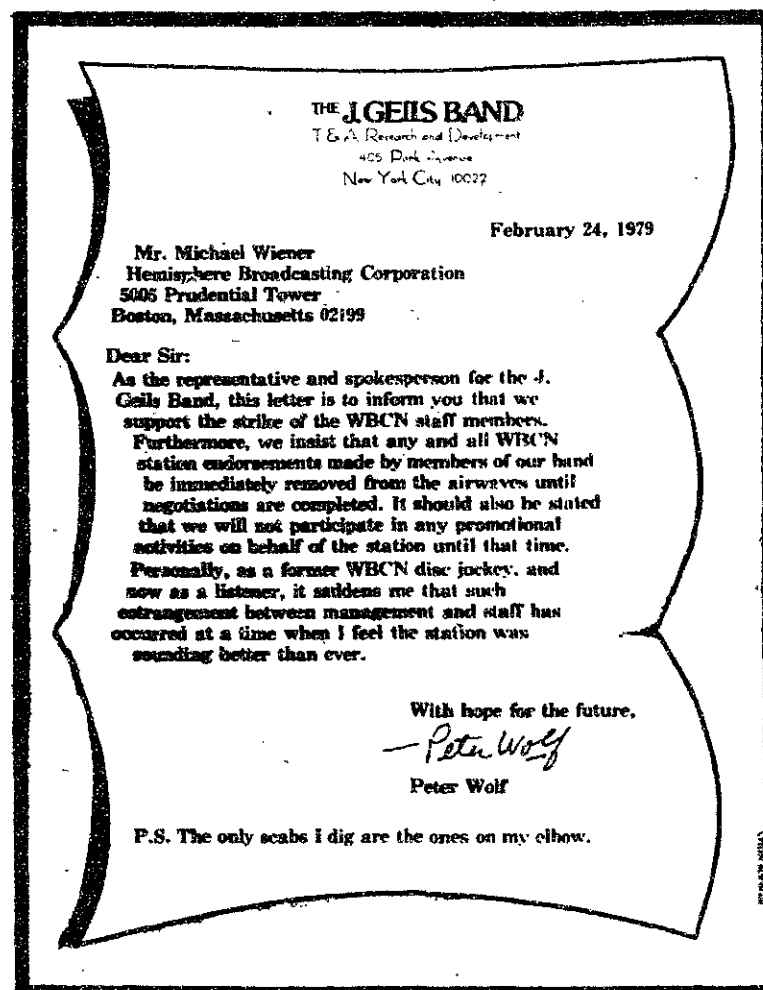 THE J. GEILS BAND
T & A Research and Development
405 Park Avenue
New York City 10022
February 24, 1979
Mr. Michael Wiener
Hemisphere Broadcasting Corporation
5005 Prudential Tower
Boston, Massachusetts 02199
Dear Sir:
As the representative and spokesperson for the J.
Geils Band, this letter is to inform you that we
support the strike of the WBCN staff members.
Furthermore, we insist that any and all WBCN
station endorsements made by members of our band
be immediately removed from the airwaves until
negotiations are completed. It should also be stated
that we will not participate in any promotional
activities on behalf of the station until that time.
Personally, as a former WBCN disc jockey, and
now as a listener, it saddens me that such
estrangement between management and staff has
occurred at a time when I feel the station was
sounding better than ever.
With hope for the future,
—Peter Wolf
Peter Wolf
P.S. The only scabs I dig are the ones on my elbow.